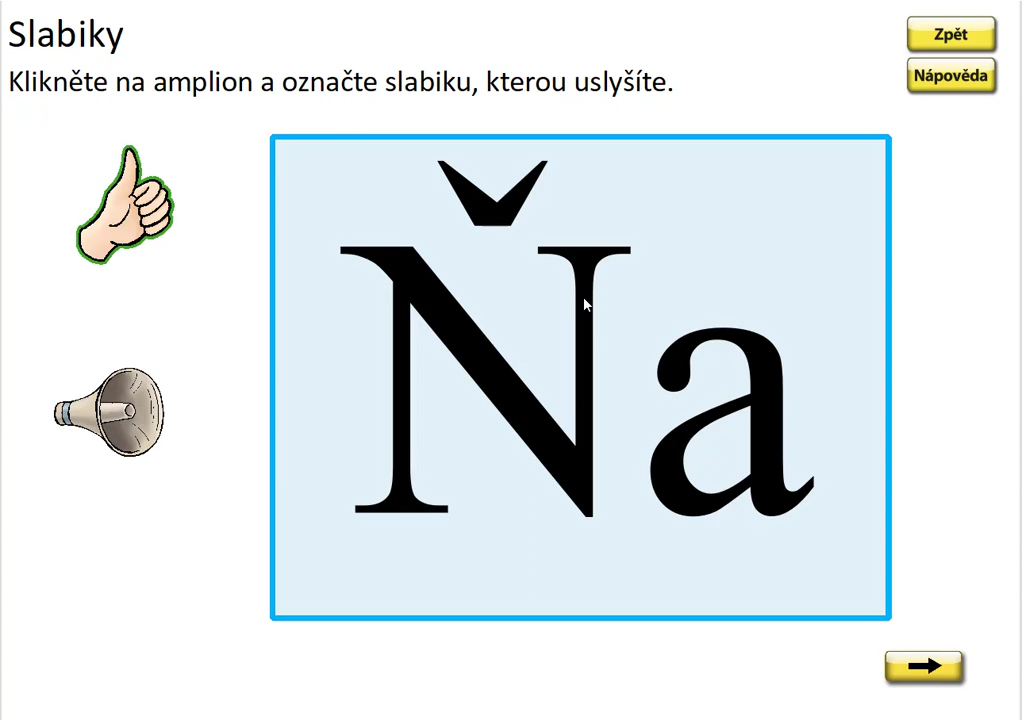 Slabiky
Zpět
Klikněte na amplion a označte slabiku, kterou uslyšíte.
Nápověda
Ňa